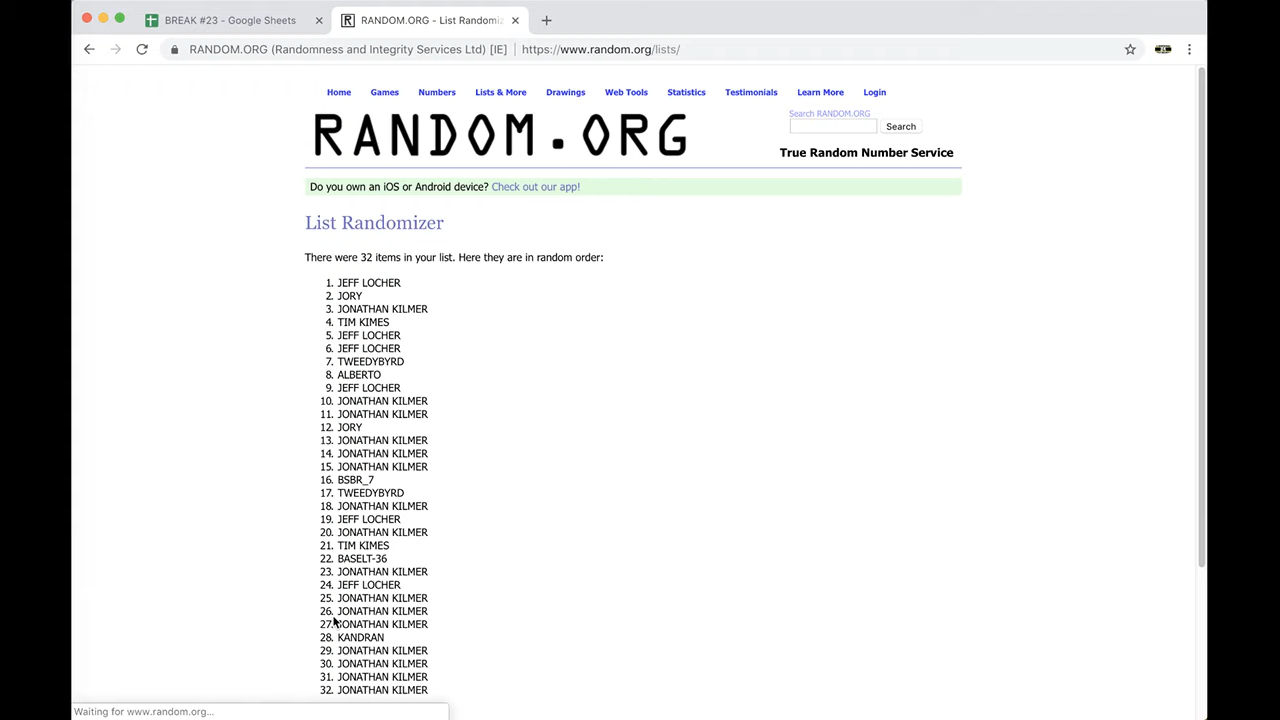 BREAK #23 - Google Sheets
RANDOM.ORG - List Randomiz
RANDOM.ORG (Randomness and Integrity Services Ltd) [IE] | https://www.random.org/lists/
Home Games Numbers Lists & More Drawings Web Tools Statistics Testimonials Learn More Login
Search RANDOM.ORG
Search
RANDOM.ORG
True Random Number Service
Do you own an iOS or Android device? Check out our app!
List Randomizer
There were 32 items in your list. Here they are in random order:
1. JEFF LOCHER
2. JORY
3. JONATHAN KILMER
4. TIM KIMES
5. JEFF LOCHER
6. JEFF LOCHER
7. TWEEDYBYRD
8. ALBERTO
9. JEFF LOCHER
10. JONATHAN KILMER
11. JONATHAN KILMER
12. JORY
13. JONATHAN KILMER
14. JONATHAN KILMER
15. JONATHAN KILMER
16. BSBR_7
17. TWEEDYBYRD
18. JONATHAN KILMER
19. JEFF LOCHER
20. JONATHAN KILMER
21. TIM KIMES
22. BASELT-36
23. JONATHAN KILMER
24. JEFF LOCHER
25. JONATHAN KILMER
26. JONATHAN KILMER
27. JONATHAN KILMER
28. KANDRAN
29. JONATHAN KILMER
30. JONATHAN KILMER
31. JONATHAN KILMER
32. JONATHAN KILMER
Waiting for www.random.org...